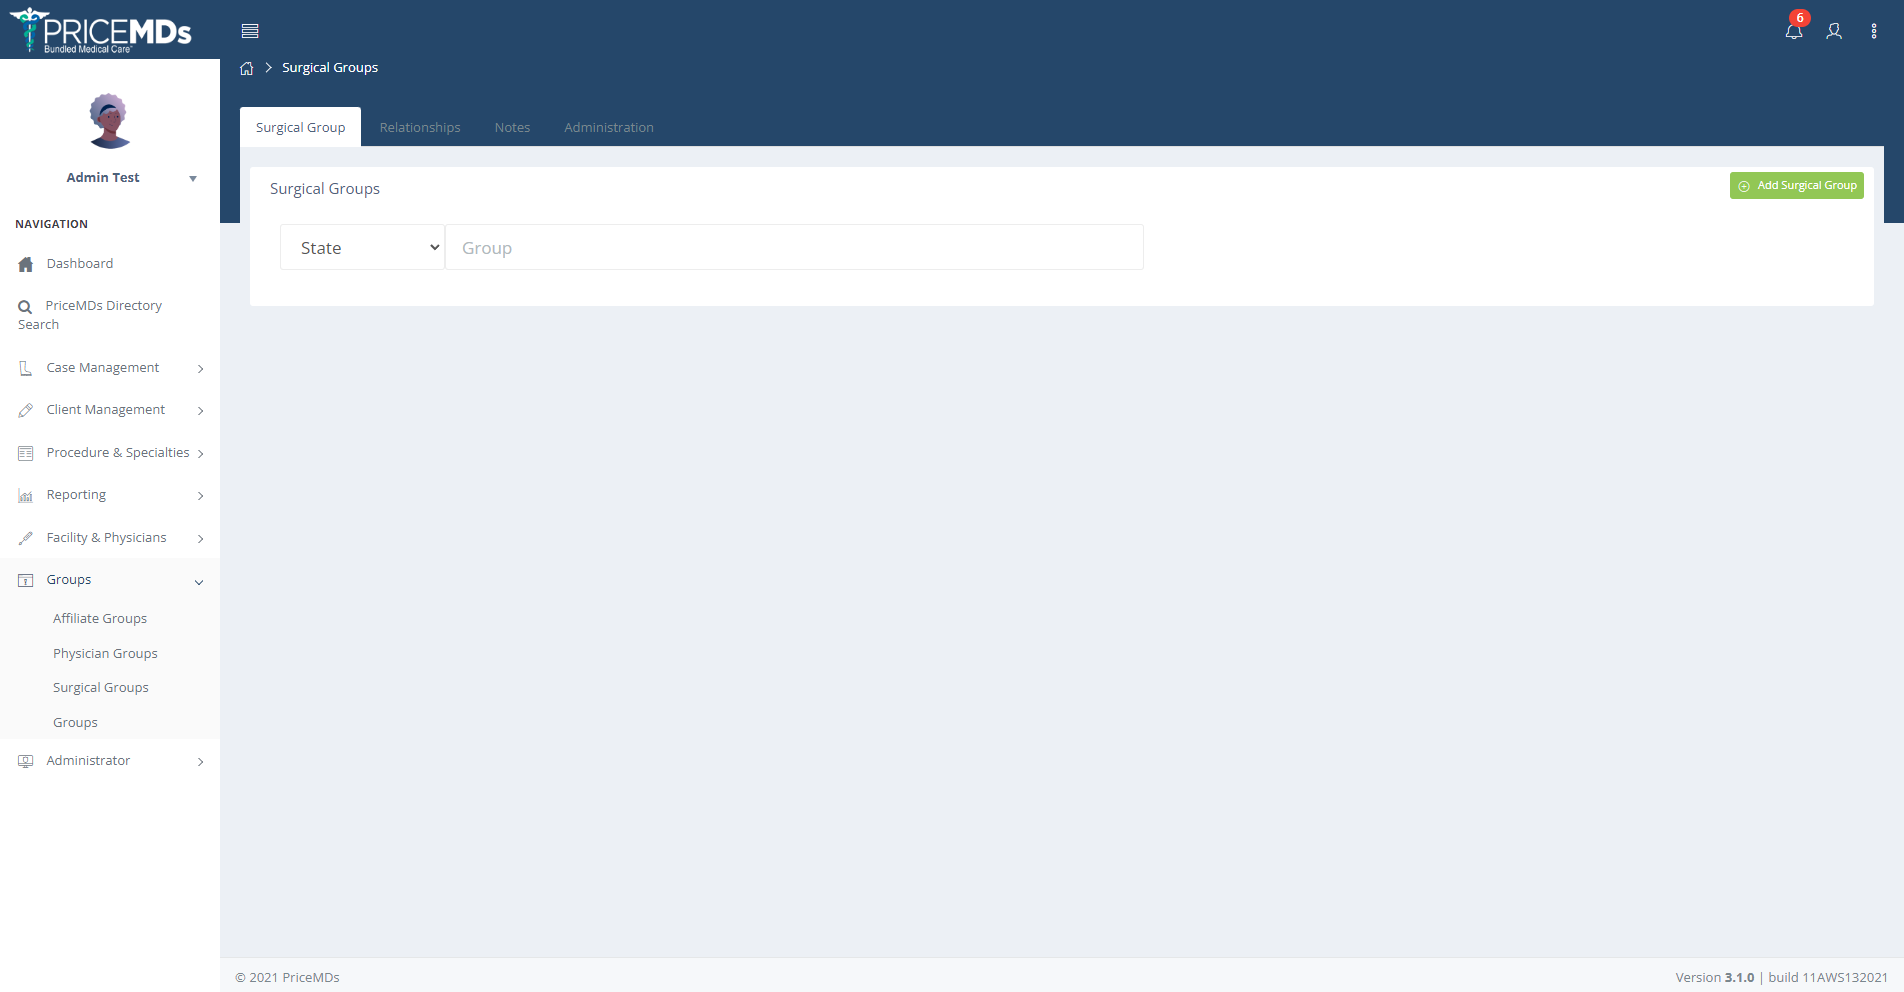 PRICEMDs
Bundled Medical Care™
6
Surgical Groups
Admin Test
Surgical Group
Relationships
Notes
Administration
Surgical Groups
Add Surgical Group
State
Group
NAVIGATION
Dashboard
PriceMDs Directory
Search
Case Management
Client Management
Procedure & Specialties
Reporting
Facility & Physicians
Groups
Affiliate Groups
Physician Groups
Surgical Groups
Groups
Administrator
© 2021 PriceMDs
Version 3.1.0 | build 11AWS132021